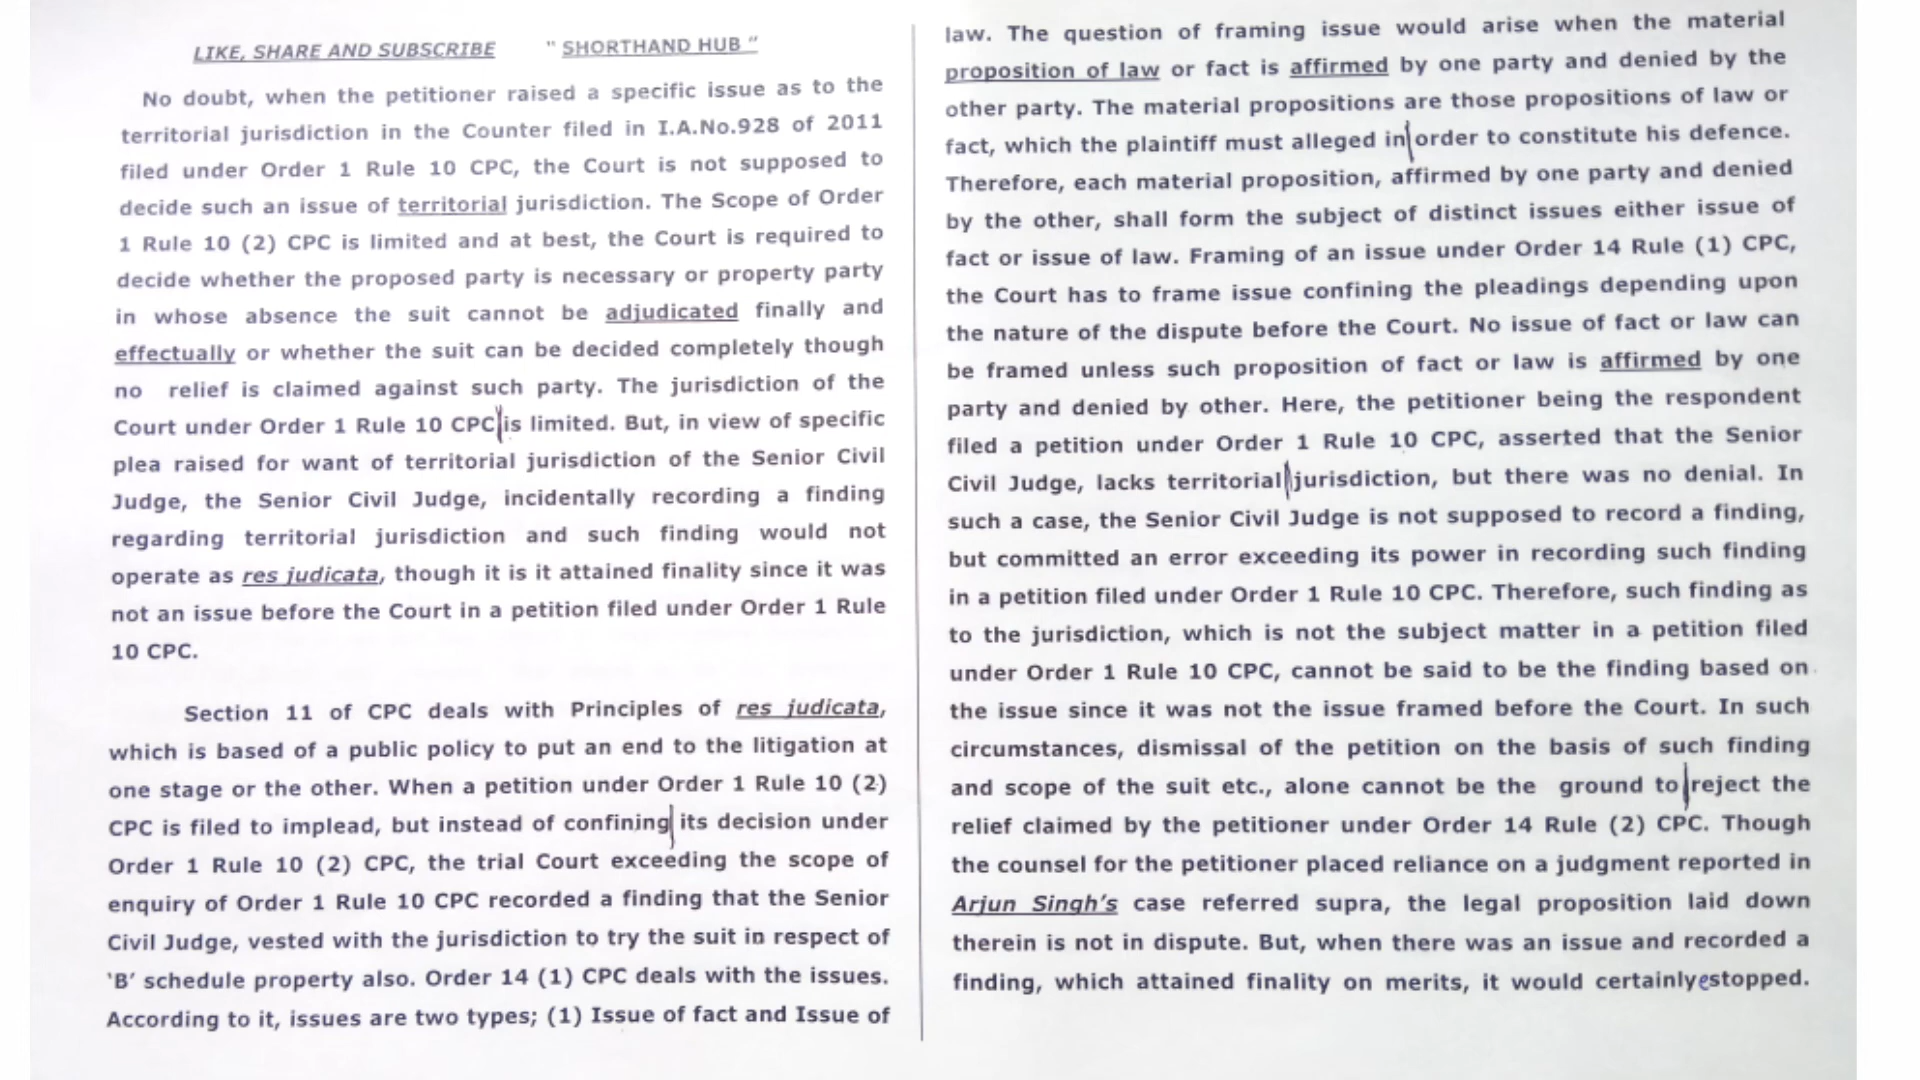 LIKE, SHARE AND SUBSCRIBE " SHORTHAND HUB "
No doubt, when the petitioner raised a specific issue as to the
territorial jurisdiction in the Counter filed in I.A.No.928 of 2011
filed under Order 1 Rule 10 CPC, the Court is not supposed to
decide such an issue of territorial jurisdiction. The Scope of Order
1 Rule 10 (2) CPC is limited and at best, the Court is required to
decide whether the proposed party is necessary or property party
in whose absence the suit cannot be adjudicated finally and
effectually or whether the suit can be decided completely though
no relief is claimed against such party. The jurisdiction of the
Court under Order 1 Rule 10 CPC is limited. But, in view of specific
plea raised for want of territorial jurisdiction of the Senior Civil
Judge, the Senior Civil Judge, incidentally recording a finding
regarding territorial jurisdiction and such finding would not
operate as res judicata, though it is it attained finality since it was
not an issue before the Court in a petition filed under Order 1 Rule
10 CPC.
Section 11 of CPC deals with Principles of res judicata,
which is based of a public policy to put an end to the litigation at
one stage or the other. When a petition under Order 1 Rule 10 (2)
CPC is filed to implead, but instead of confining its decision under
Order 1 Rule 10 (2) CPC, the trial Court exceeding the scope of
enquiry of Order 1 Rule 10 CPC recorded a finding that the Senior
Civil Judge, vested with the jurisdiction to try the suit in respect of
'B' schedule property also. Order 14 (1) CPC deals with the issues.
According to it, issues are two types; (1) Issue of fact and Issue of
law. The question of framing issue would arise when the material
proposition of law or fact is affirmed by one party and denied by the
other party. The material propositions are those propositions of law or
fact, which the plaintiff must alleged in order to constitute his defence.
Therefore, each material proposition, affirmed by one party and denied
by the other, shall form the subject of distinct issues either issue of
fact or issue of law. Framing of an issue under Order 14 Rule (1) CPC,
the Court has to frame issue confining the pleadings depending upon
the nature of the dispute before the Court. No issue of fact or law can
be framed unless such proposition of fact or law is affirmed by one
party and denied by other. Here, the petitioner being the respondent
filed a petition under Order 1 Rule 10 CPC, asserted that the Senior
Civil Judge, lacks territorial jurisdiction, but there was no denial. In
such a case, the Senior Civil Judge is not supposed to record a finding,
but committed an error exceeding its power in recording such finding
in a petition filed under Order 1 Rule 10 CPC. Therefore, such finding as
to the jurisdiction, which is not the subject matter in a petition filed
under Order 1 Rule 10 CPC, cannot be said to be the finding based on
the issue since it was not the issue framed before the Court. In such
circumstances, dismissal of the petition on the basis of such finding
and scope of the suit etc., alone cannot be the ground to reject the
relief claimed by the petitioner under Order 14 Rule (2) CPC. Though
the counsel for the petitioner placed reliance on a judgment reported in
Arjun Singh's case referred supra, the legal proposition laid down
therein is not in dispute. But, when there was an issue and recorded a
finding, which attained finality on merits, it would certainly estopped.